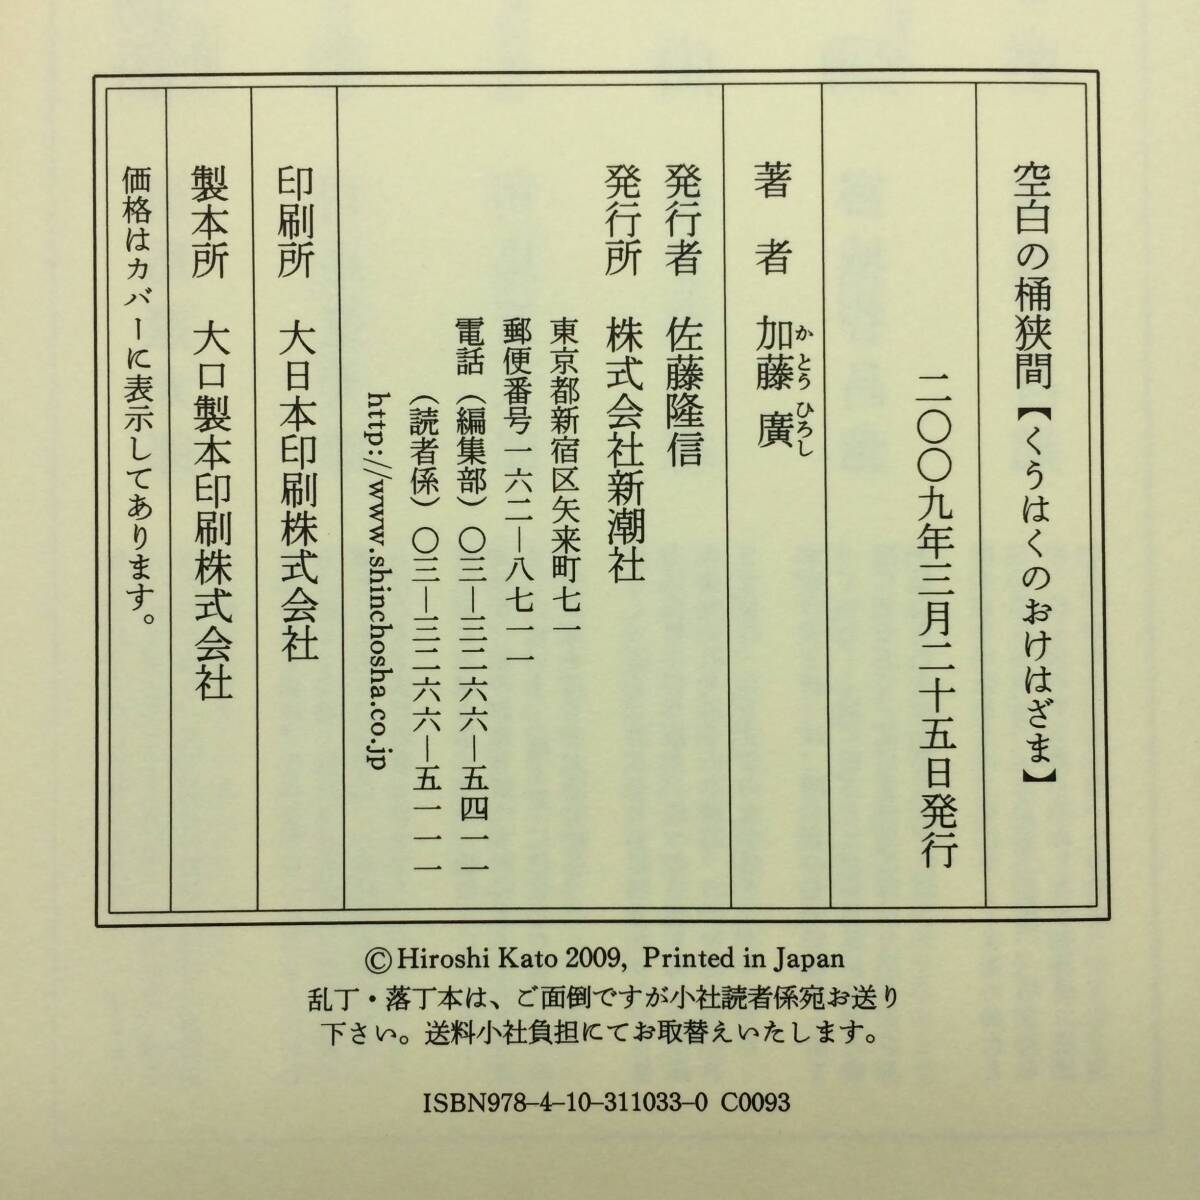 空白の桶狭間【くうはくのおけはざま】
二〇〇九年三月二十五日発行
著者 加藤廣
かとうひろし
発行者 佐藤隆信
発行所 株式会社新潮社
東京都新宿区矢来町七一
郵便番号一六二―八七一一
電話（編集部）〇三―三二六六―五四一一
（読者係）〇三―三二六六―五一一一
http://www.shinchosha.co.jp
印刷所 大日本印刷株式会社
製本所 大口製本印刷株式会社
価格はカバーに表示してあります。
©Hiroshi Kato 2009, Printed in Japan
乱丁・落丁本は、ご面倒ですが小社読者係宛お送り
下さい。送料小社負担にてお取替えいたします。
ISBN978-4-10-311033-0 C0093